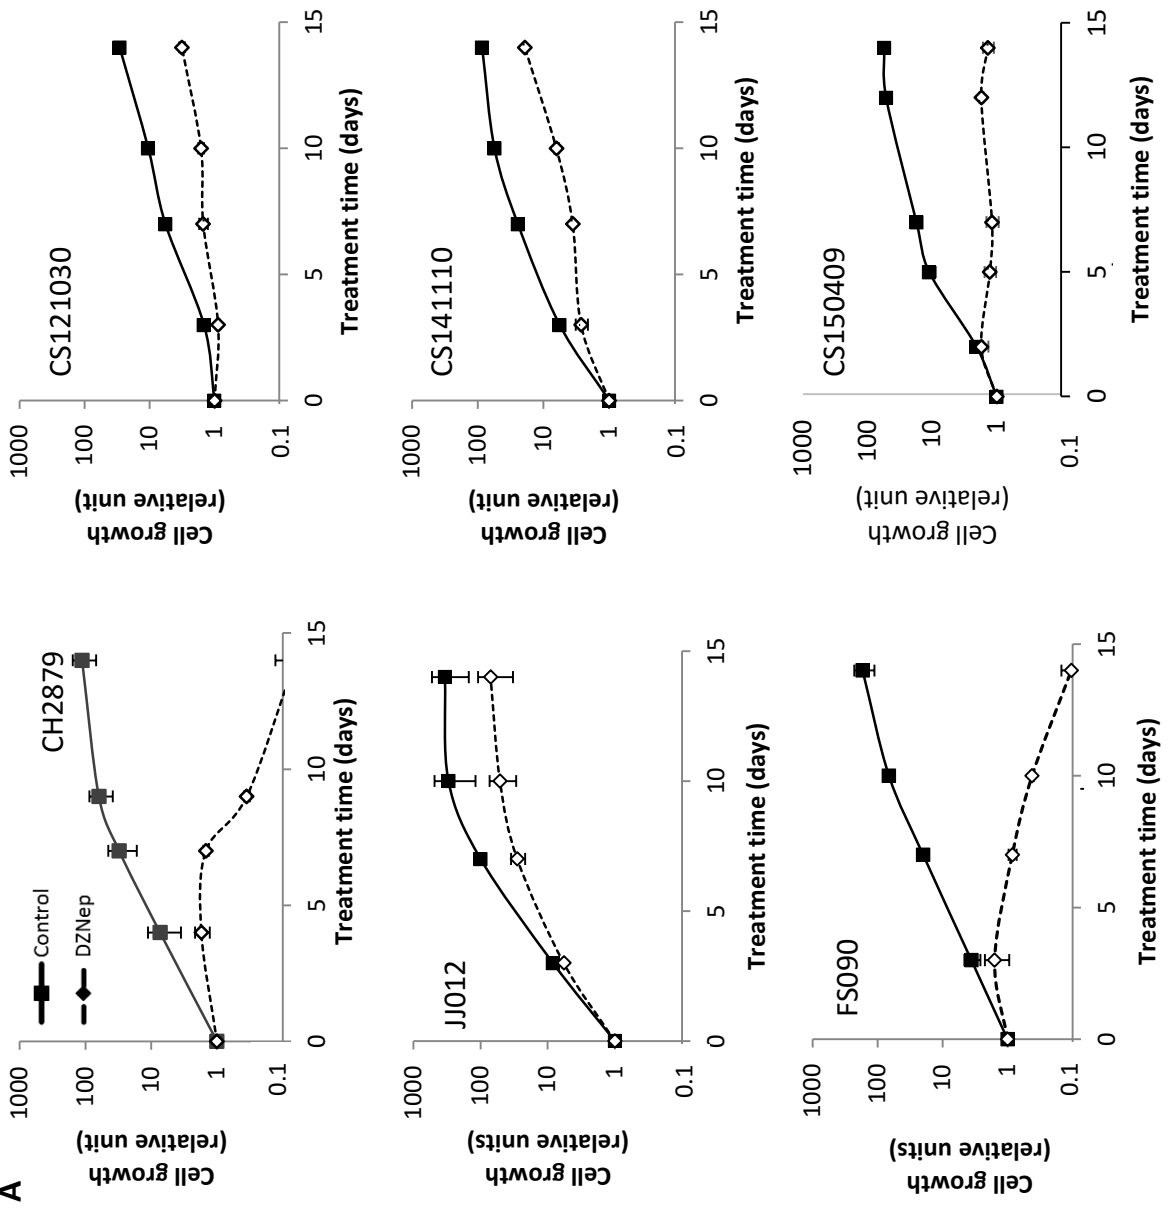 A
Cell growth
(relative unit)
1000
100
10
1
0.1
CH2879
Control
DZNep
0 5 10 15
Treatment time (days)
Cell growth
(relative unit)
1000
100
10
1
0.1
CS121030
0 5 10 15
Treatment time (days)
Cell growth
(relative units)
1000
100
10
1
0.1
JJ012
0 5 10 15
Treatment time (days)
Cell growth
(relative unit)
1000
100
10
1
0.1
CS141110
0 5 10 15
Treatment time (days)
Cell growth
(relative units)
1000
100
10
1
0.1
FS090
0 5 10 15
Treatment time (days)
Cell growth
(relative unit)
1000
100
10
1
0.1
CS150409
0 5 10 15
Treatment time (days)